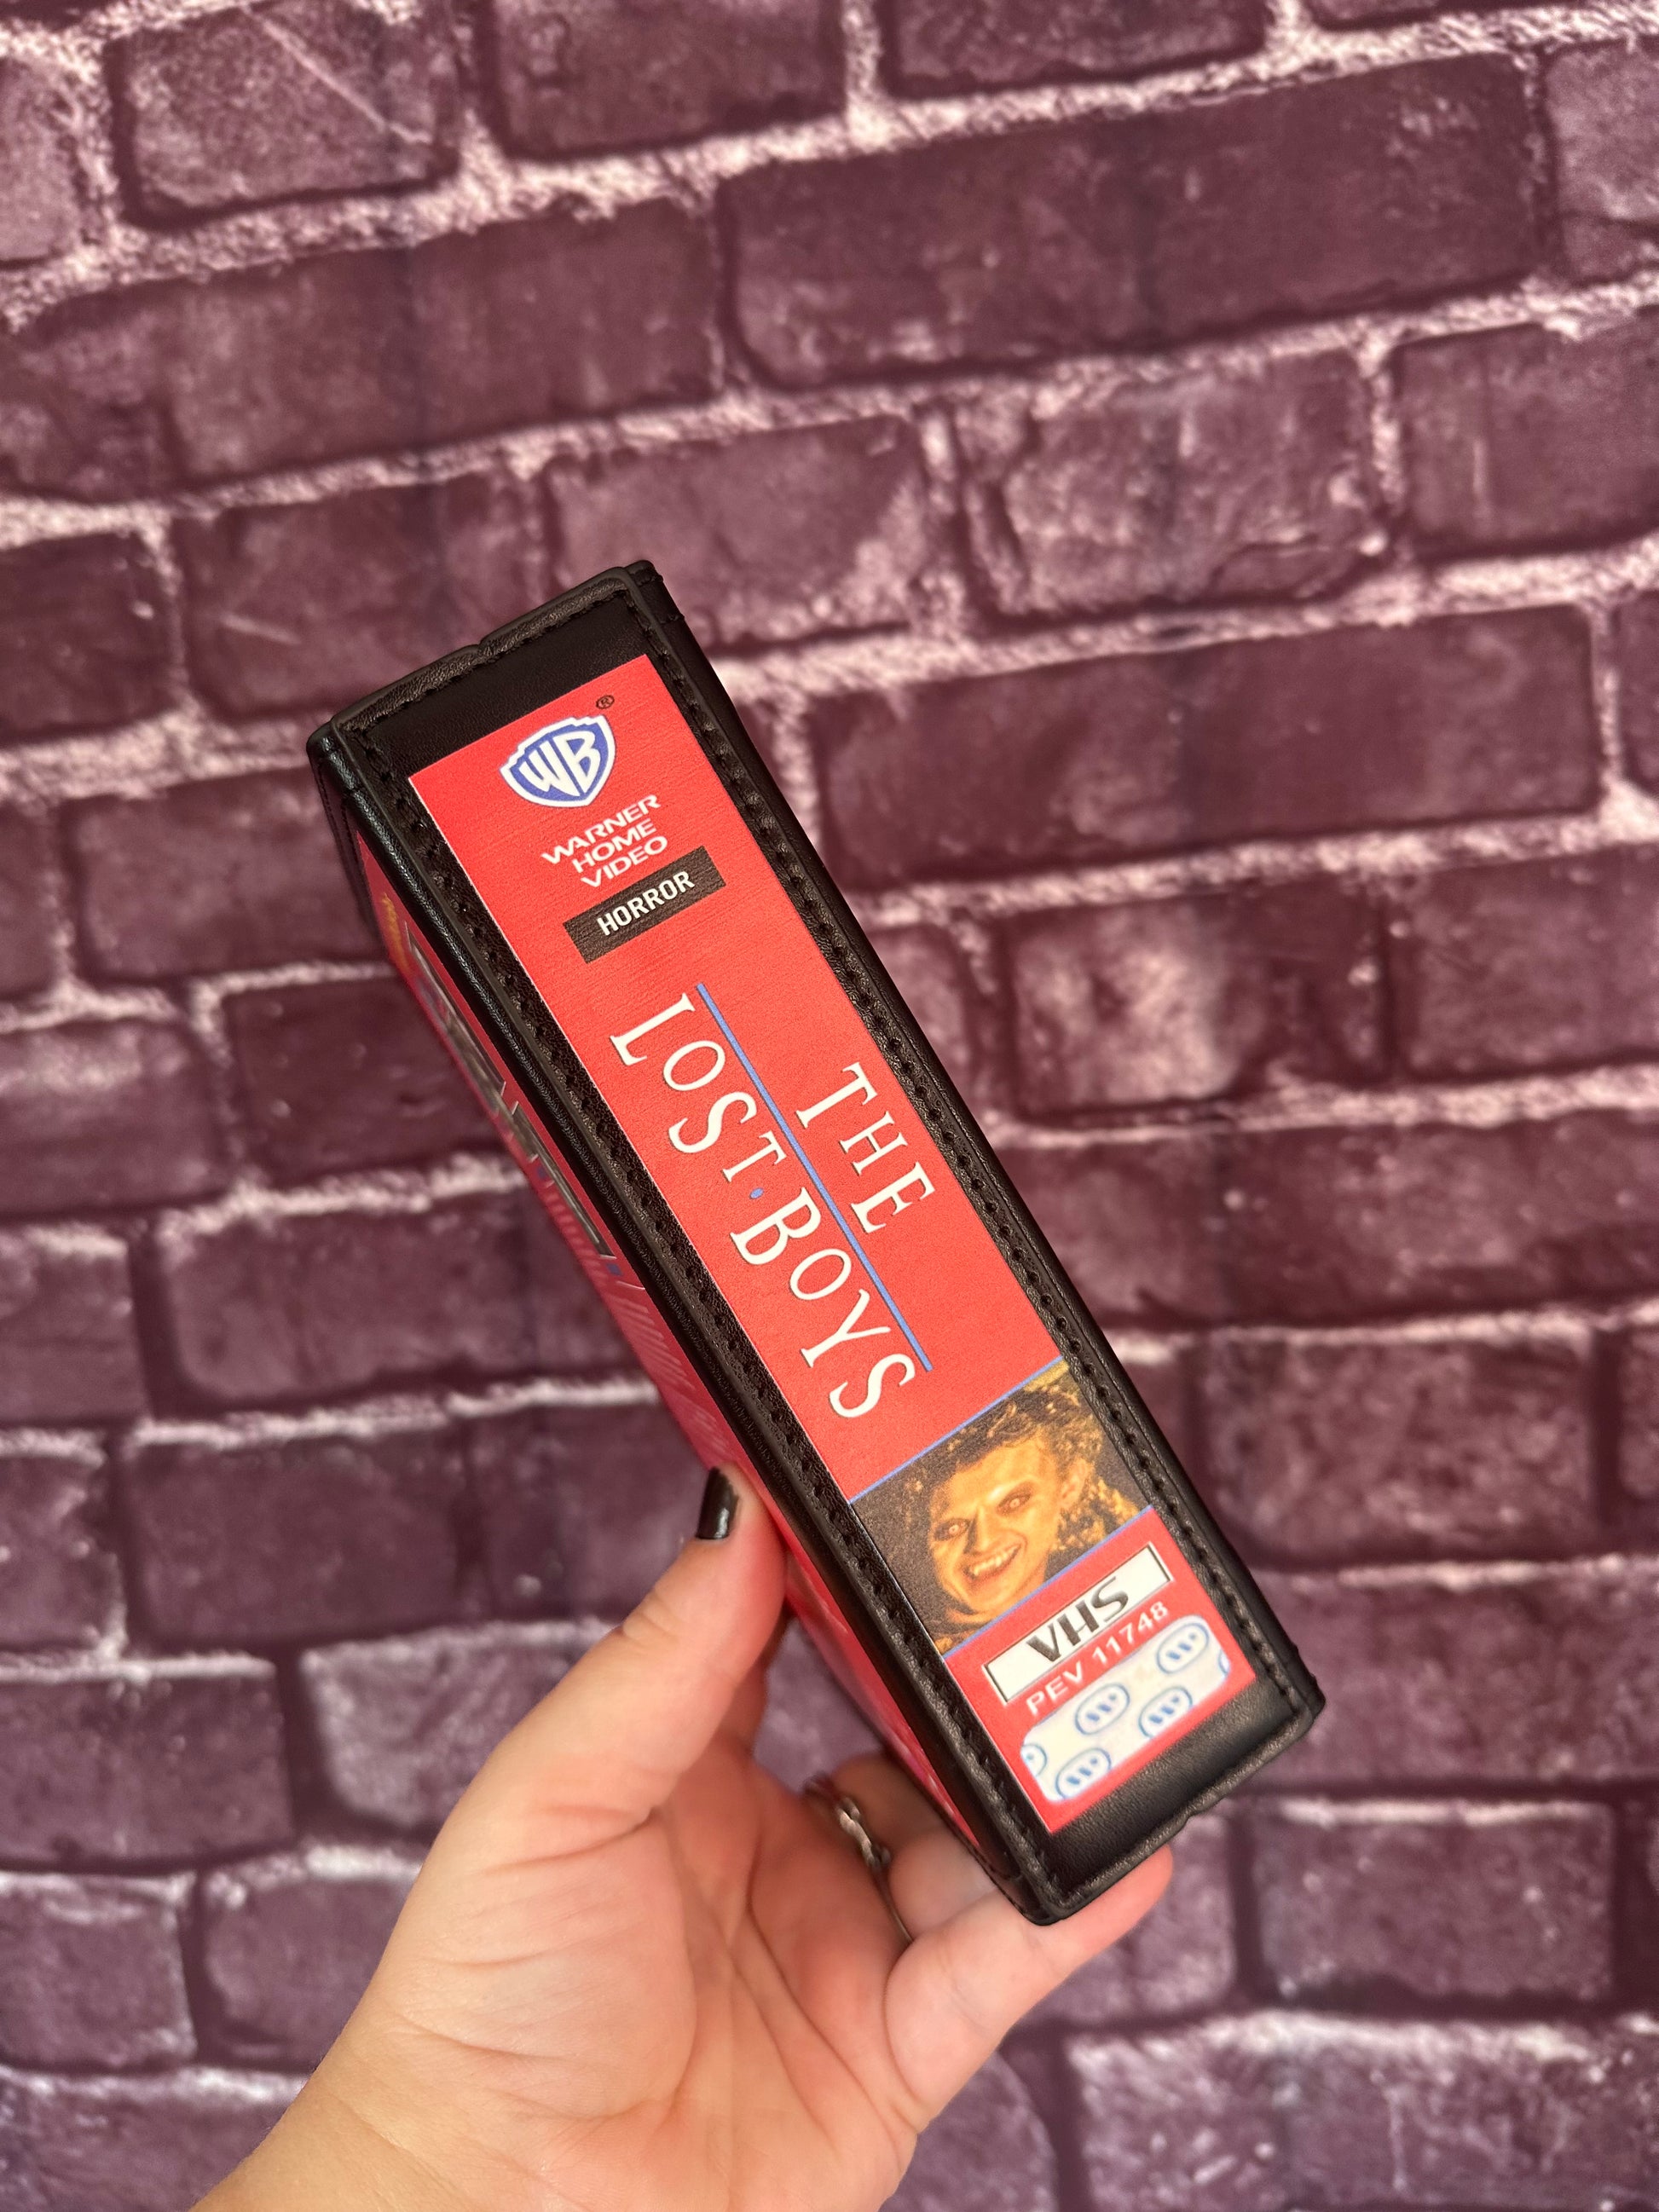 WB ®
WARNER
HOME
VIDEO
HORROR
THE
LOST·BOYS
VHS
PEV 11748